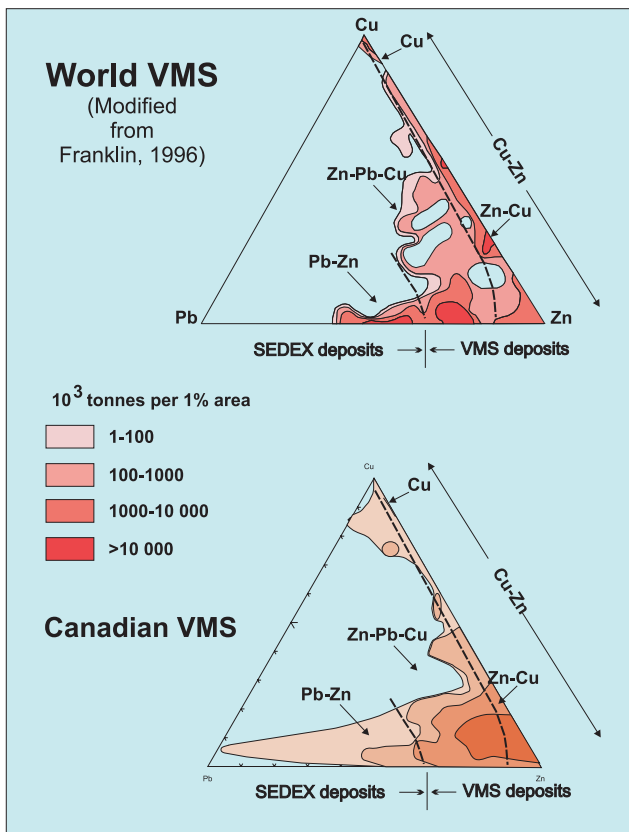 World VMS
(Modified
from
Franklin, 1996)
Cu
Cu
Cu-Zn
Zn-Pb-Cu
Zn-Cu
Pb-Zn
Pb
Zn
SEDEX deposits
VMS deposits
10³ tonnes per 1% area
1-100
100-1000
1000-10 000
>10 000
Canadian VMS
Cu
Cu
Cu-Zn
Zn-Pb-Cu
Zn-Cu
Pb-Zn
Pb
Zn
SEDEX deposits
VMS deposits